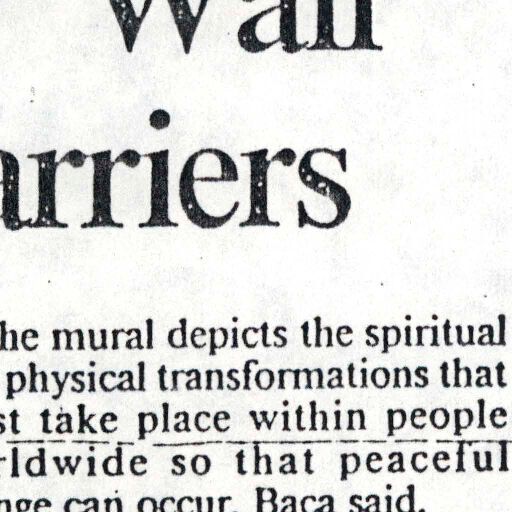 Wall
arriers
he mural depicts the spiritual
physical transformations that
st take place within people
rldwide so that peaceful
nge can occur, Baca said.